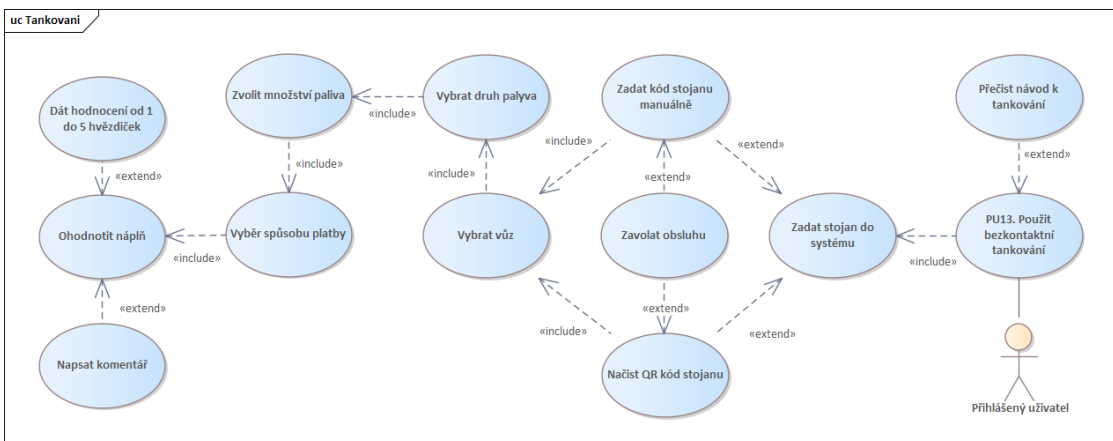 uc Tankovani
Dát hodnocení od 1
do 5 hvězdiček
Zvolit množství paliva
Vybrat druh palyva
Zadat kód stojanu
manuálně
Přečist návod k
tankování
«include»
«include»
«extend»
«extend»
«include»
«include»
«extend»
«extend»
Ohodnotit náplň
Vyběr spůsobu platby
Vybrat vůz
Zavolat obsluhu
Zadat stojan do
systému
PU13. Použit
bezkontaktní
tankování
«include»
«include»
«extend»
«extend»
«include»
«extend»
Napsat komentář
Načist QR kód stojanu
Přihlášený uživatel